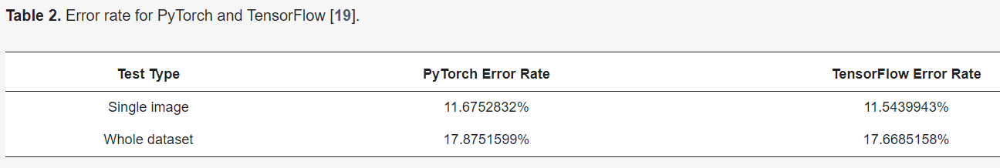 Table 2. Error rate for PyTorch and TensorFlow [19].
Test Type PyTorch Error Rate TensorFlow Error Rate
Single image 11.6752832% 11.5439943%
Whole dataset 17.8751599% 17.6685158%